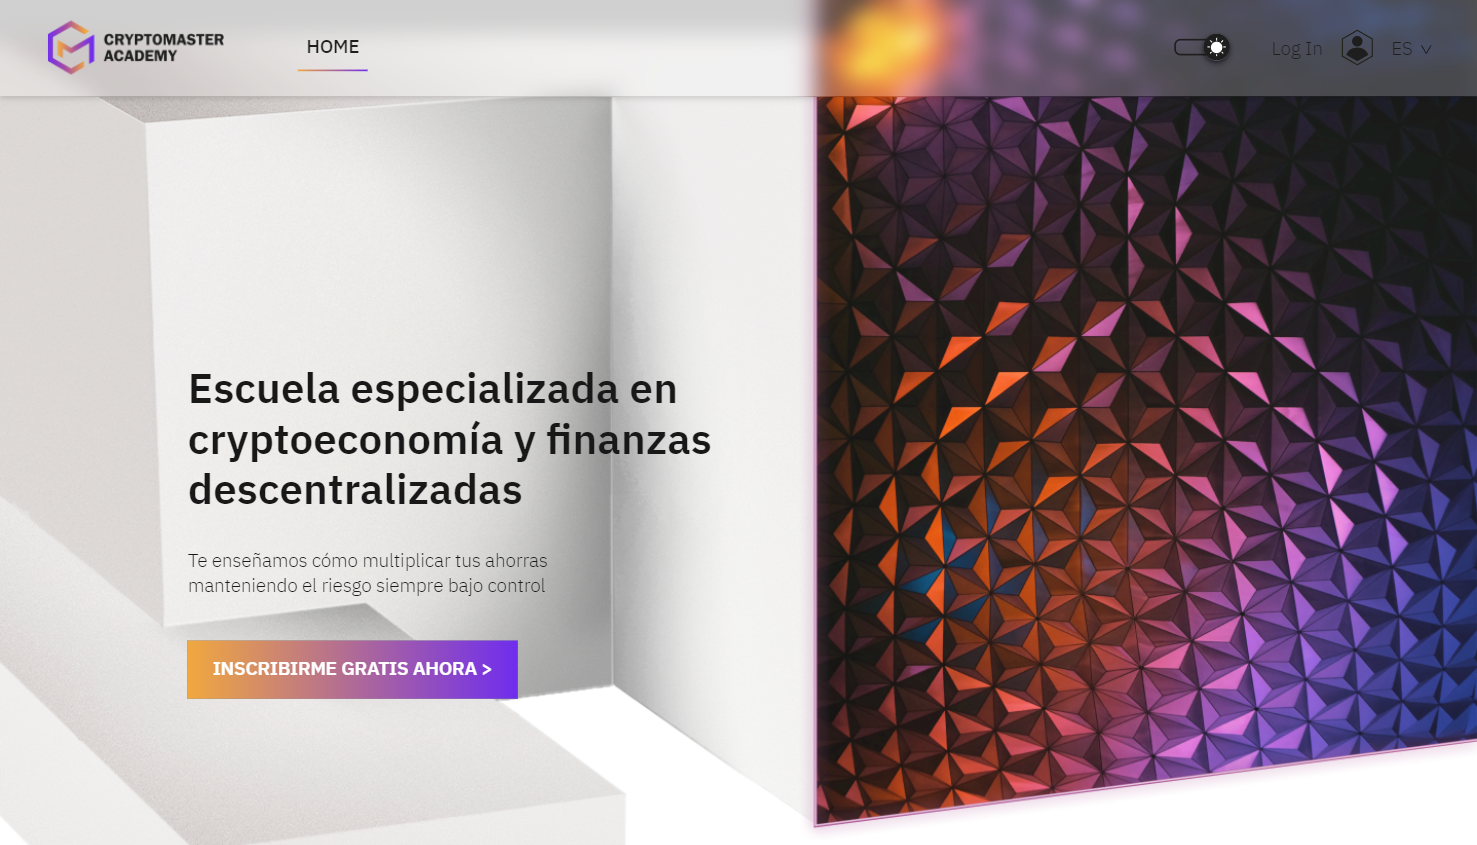 CRYPTOMASTER
ACADEMY
HOME
Log In
ES
Escuela especializada en
cryptoeconomía y finanzas
descentralizadas
Te enseñamos cómo multiplicar tus ahorras
manteniendo el riesgo siempre bajo control
INSCRIBIRME GRATIS AHORA >